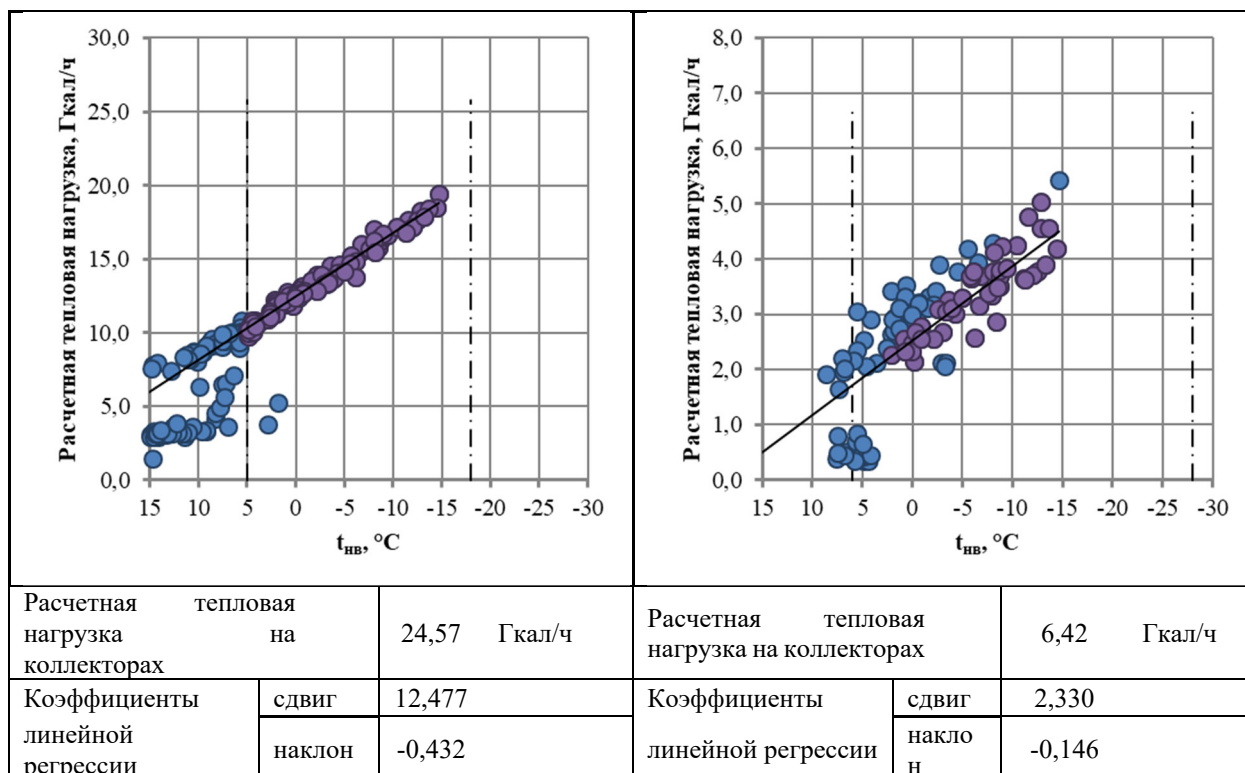 Расчетная тепловая нагрузка, Гкал/ч
30,0
25,0
20,0
15,0
10,0
5,0
0,0
15 10 5 0 -5 -10 -15 -20 -25 -30
tнв, °C
Расчетная тепловая нагрузка, Гкал/ч
8,0
7,0
6,0
5,0
4,0
3,0
2,0
1,0
0,0
15 10 5 0 -5 -10 -15 -20 -25 -30
tнв, °C
Расчетная тепловая
нагрузка на
коллекторах
24,57 Гкал/ч
Расчетная тепловая
нагрузка на коллекторах
6,42 Гкал/ч
Коэффициенты
линейной
регрессии
сдвиг
12,477
наклон
-0,432
Коэффициенты
линейной регрессии
сдвиг
2,330
накло
н
-0,146